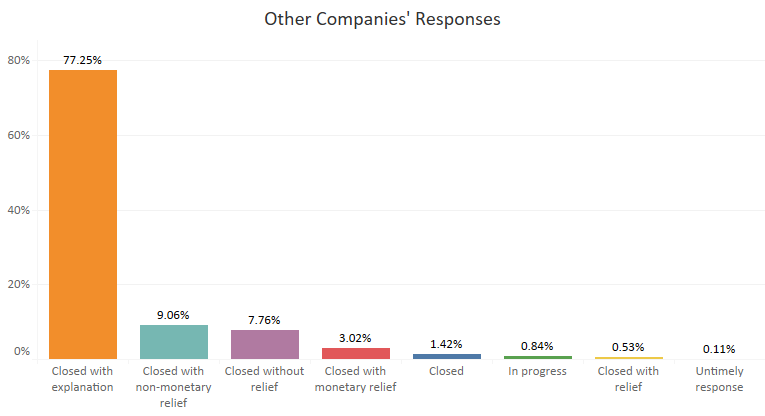 Other Companies' Responses
80%
60%
40%
20%
0%
77.25%
9.06%
7.76%
3.02%
1.42%
0.84%
0.53%
0.11%
Closed with
explanation
Closed with
non-monetary
relief
Closed without
relief
Closed with
monetary relief
Closed
In progress
Closed with
relief
Untimely
response